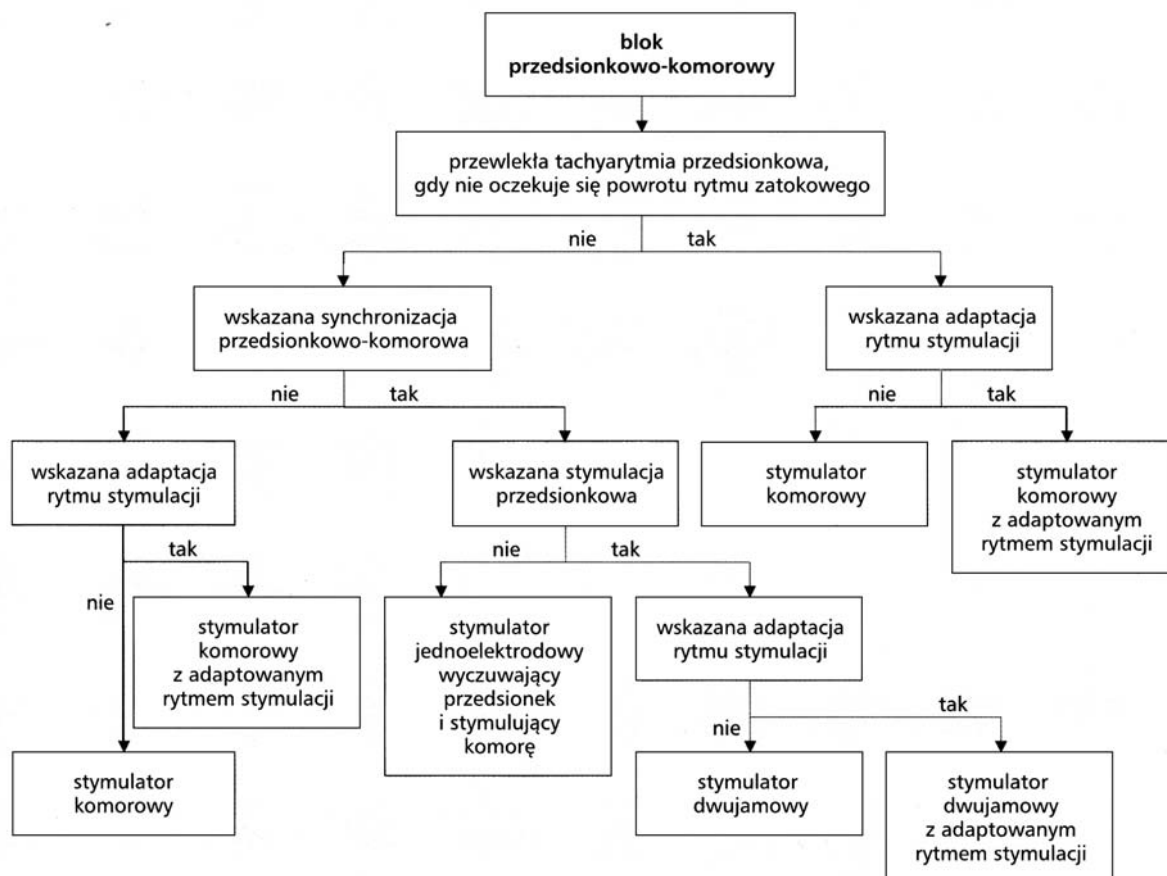 blok
przedsionkowo-komorowy
przewlekła tachyarytmia przedsionkowa,
gdy nie oczekuje się powrotu rytmu zatokowego
nie
tak
wskazana synchronizacja
przedsionkowo-komorowa
wskazana adaptacja
rytmu stymulacji
nie
tak
nie
tak
wskazana adaptacja
rytmu stymulacji
wskazana stymulacja
przedsionkowa
stymulator
komorowy
stymulator
komorowy
z adaptowanym
rytmem stymulacji
tak
nie
nie
tak
stymulator
komorowy
z adaptowanym
rytmem stymulacji
stymulator
jednoelektrodowy
wyczuwający
przedsionek
i stymulujący
komorę
wskazana adaptacja
rytmu stymulacji
nie
tak
stymulator
komorowy
stymulator
dwujamowy
stymulator
dwujamowy
z adaptowanym
rytmem stymulacji